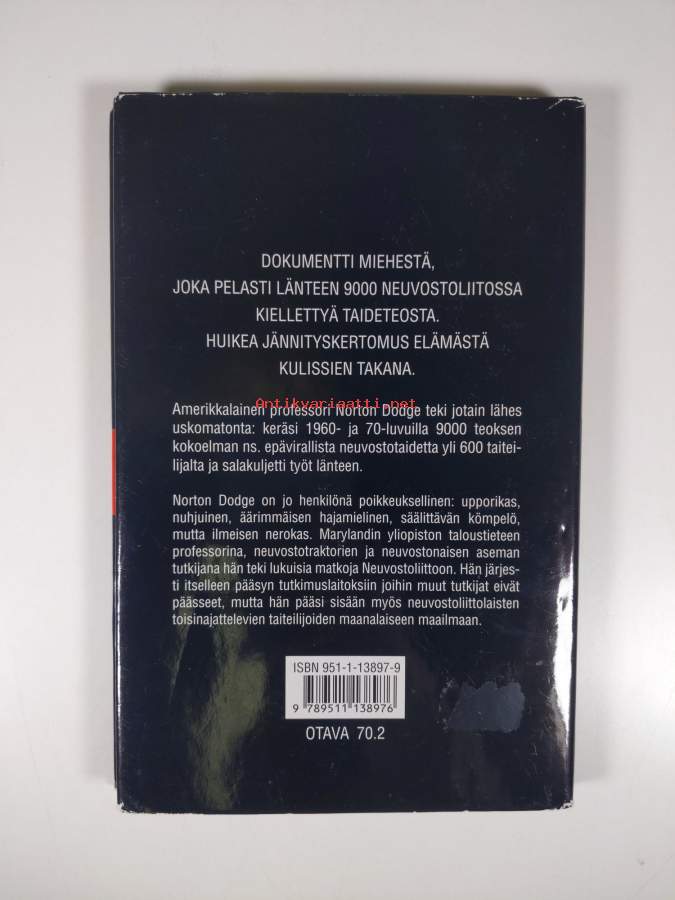 DOKUMENTTI MIEHESTÄ,
JOKA PELASTI LÄNTEEN 9000 NEUVOSTOLIITOSSA
KIELLETTYÄ TAIDETEOSTA.
HUIKEA JÄNNITYSKERTOMUS ELÄMÄSTÄ
KULISSIEN TAKANA.
Antikvariaatti.net
Amerikkalainen professori Norton Dodge teki jotain lähes
uskomatonta: keräsi 1960- ja 70-luvuilla 9000 teoksen
kokoelman ns. epävirallista neuvostotaidetta yli 600 taitei-
lijalta ja salakuljetti työt länteen.
Norton Dodge on jo henkilönä poikkeuksellinen: upporikas,
nuhjuinen, äärimmäisen hajamielinen, säälittävän kömpelö,
mutta ilmeisen nerokas. Marylandin yliopiston taloustieteen
professorina, neuvostotraktorien ja neuvostonaisen aseman
tutkijana hän teki lukuisia matkoja Neuvostoliittoon. Hän järjes-
ti itselleen pääsyn tutkimuslaitoksiin joihin muut tutkijat eivät
päässeet, mutta hän pääsi sisään myös neuvostoliittolaisten
toisinajattelevien taiteilijoiden maanalaiseen maailmaan.
ISBN 951-1-13897-9
9 789511 138976
OTAVA 70.2